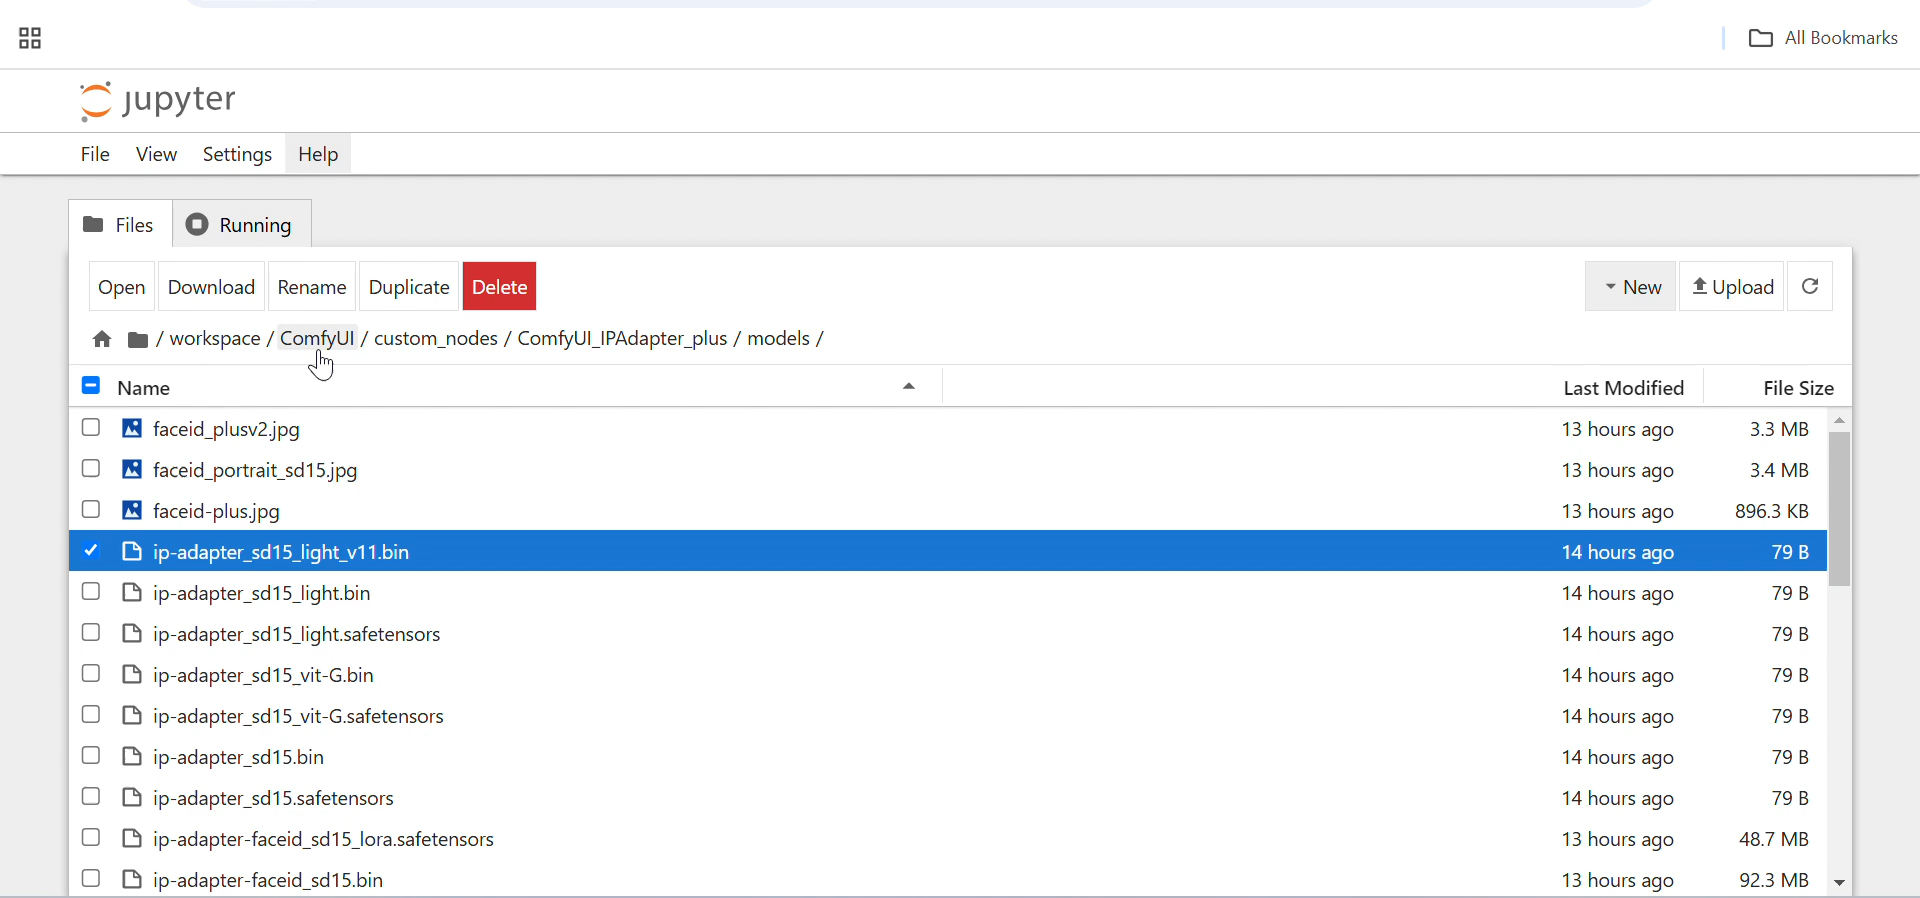 All Bookmarks
jupyter
File View Settings Help
Files Running
Open Download Rename Duplicate Delete New Upload
/ workspace / ComfyUI / custom_nodes / ComfyUI_IPAdapter_plus / models /
Name Last Modified File Size
faceid_plusv2.jpg 13 hours ago 3.3 MB
faceid_portrait_sd15.jpg 13 hours ago 3.4 MB
faceid-plus.jpg 13 hours ago 896.3 KB
ip-adapter_sd15_light_v11.bin 14 hours ago 79 B
ip-adapter_sd15_light.bin 14 hours ago 79 B
ip-adapter_sd15_light.safetensors 14 hours ago 79 B
ip-adapter_sd15_vit-G.bin 14 hours ago 79 B
ip-adapter_sd15_vit-G.safetensors 14 hours ago 79 B
ip-adapter_sd15.bin 14 hours ago 79 B
ip-adapter_sd15.safetensors 14 hours ago 79 B
ip-adapter-faceid_sd15_lora.safetensors 13 hours ago 48.7 MB
ip-adapter-faceid_sd15.bin 13 hours ago 92.3 MB